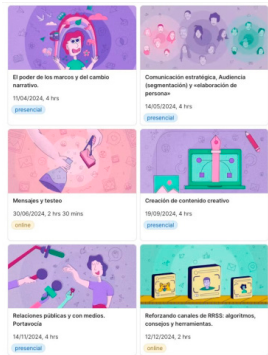 El poder de los marcos y del cambio
narrativo.
11/04/2024, 4 hrs
presencial
Comunicación estratégica, Audiencia
(segmentación) y «elaboración de
persona»
14/05/2024, 4 hrs
presencial
Mensajes y testeo
30/06/2024, 2 hrs 30 mins
online
Creación de contenido creativo
19/09/2024, 4 hrs
presencial
Relaciones públicas y con medios.
Portavocía
14/11/2024, 4 hrs
presencial
Reforzando canales de RRSS: algoritmos,
consejos y herramientas.
12/12/2024, 2 hrs
online